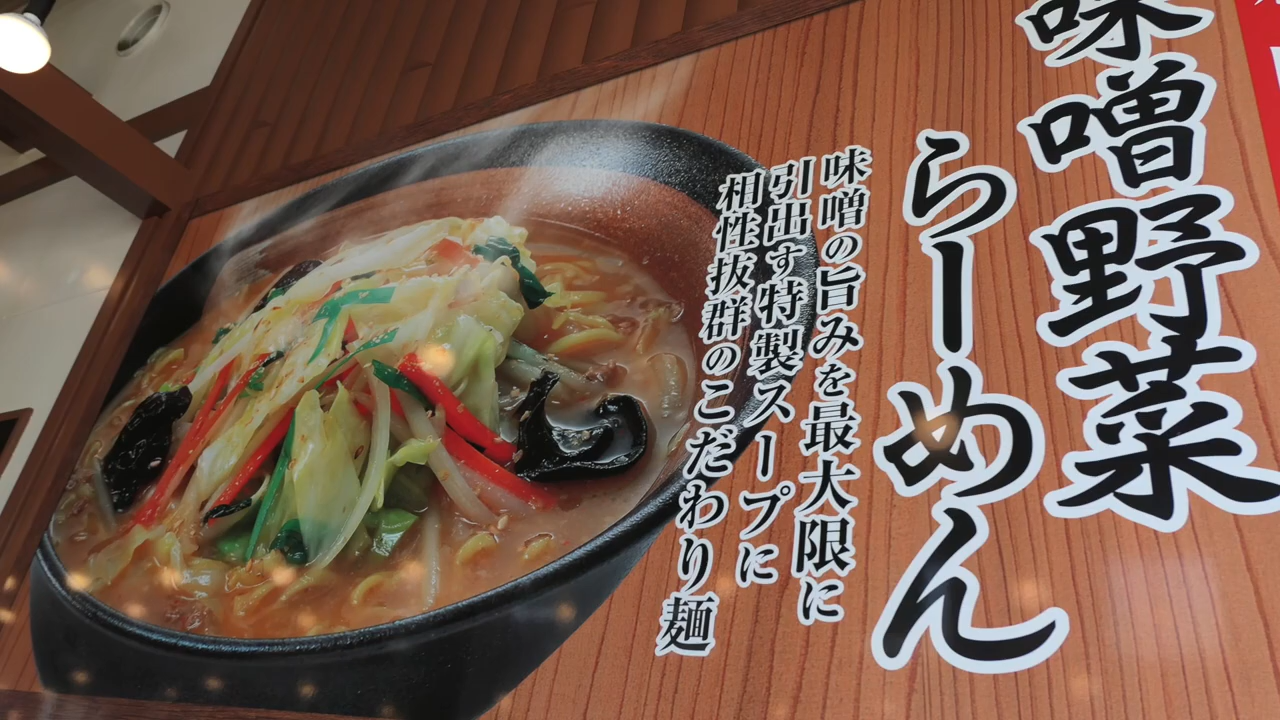 味噌野菜
らーめん
味噌の旨みを最大限に
引出す特製スープに
相性抜群のこだわり麺